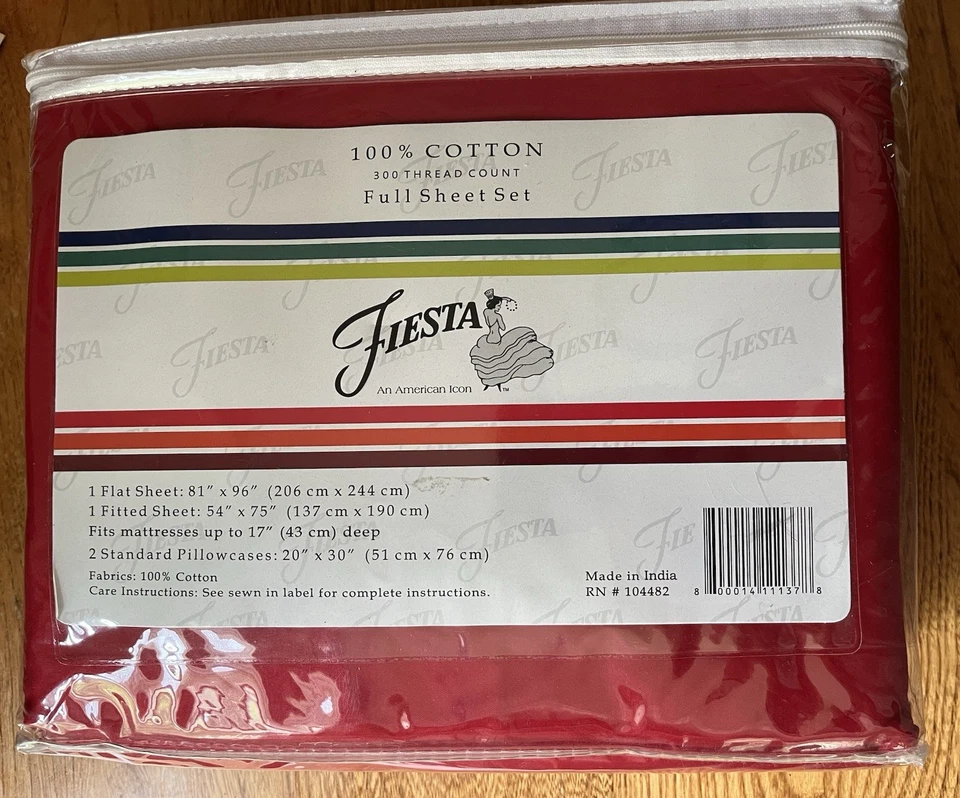 100% COTTON
300 THREAD COUNT
Full Sheet Set
FIESTA
An American Icon
TM
1 Flat Sheet: 81" x 96" (206 cm x 244 cm)
1 Fitted Sheet: 54" x 75" (137 cm x 190 cm)
Fits mattresses up to 17" (43 cm) deep
2 Standard Pillowcases: 20" x 30" (51 cm x 76 cm)
Fabrics: 100% Cotton
Care Instructions: See sewn in label for complete instructions.
Made in India
RN # 104482
8 00014 11137 8